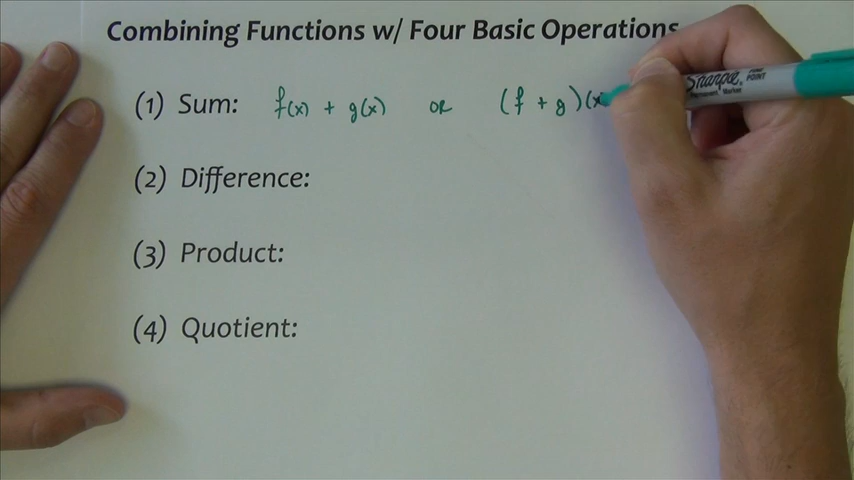 Combining Functions w/ Four Basic Operations
(1) Sum: f(x) + g(x) or (f + g)(x
(2) Difference:
(3) Product:
(4) Quotient:
Sharpie